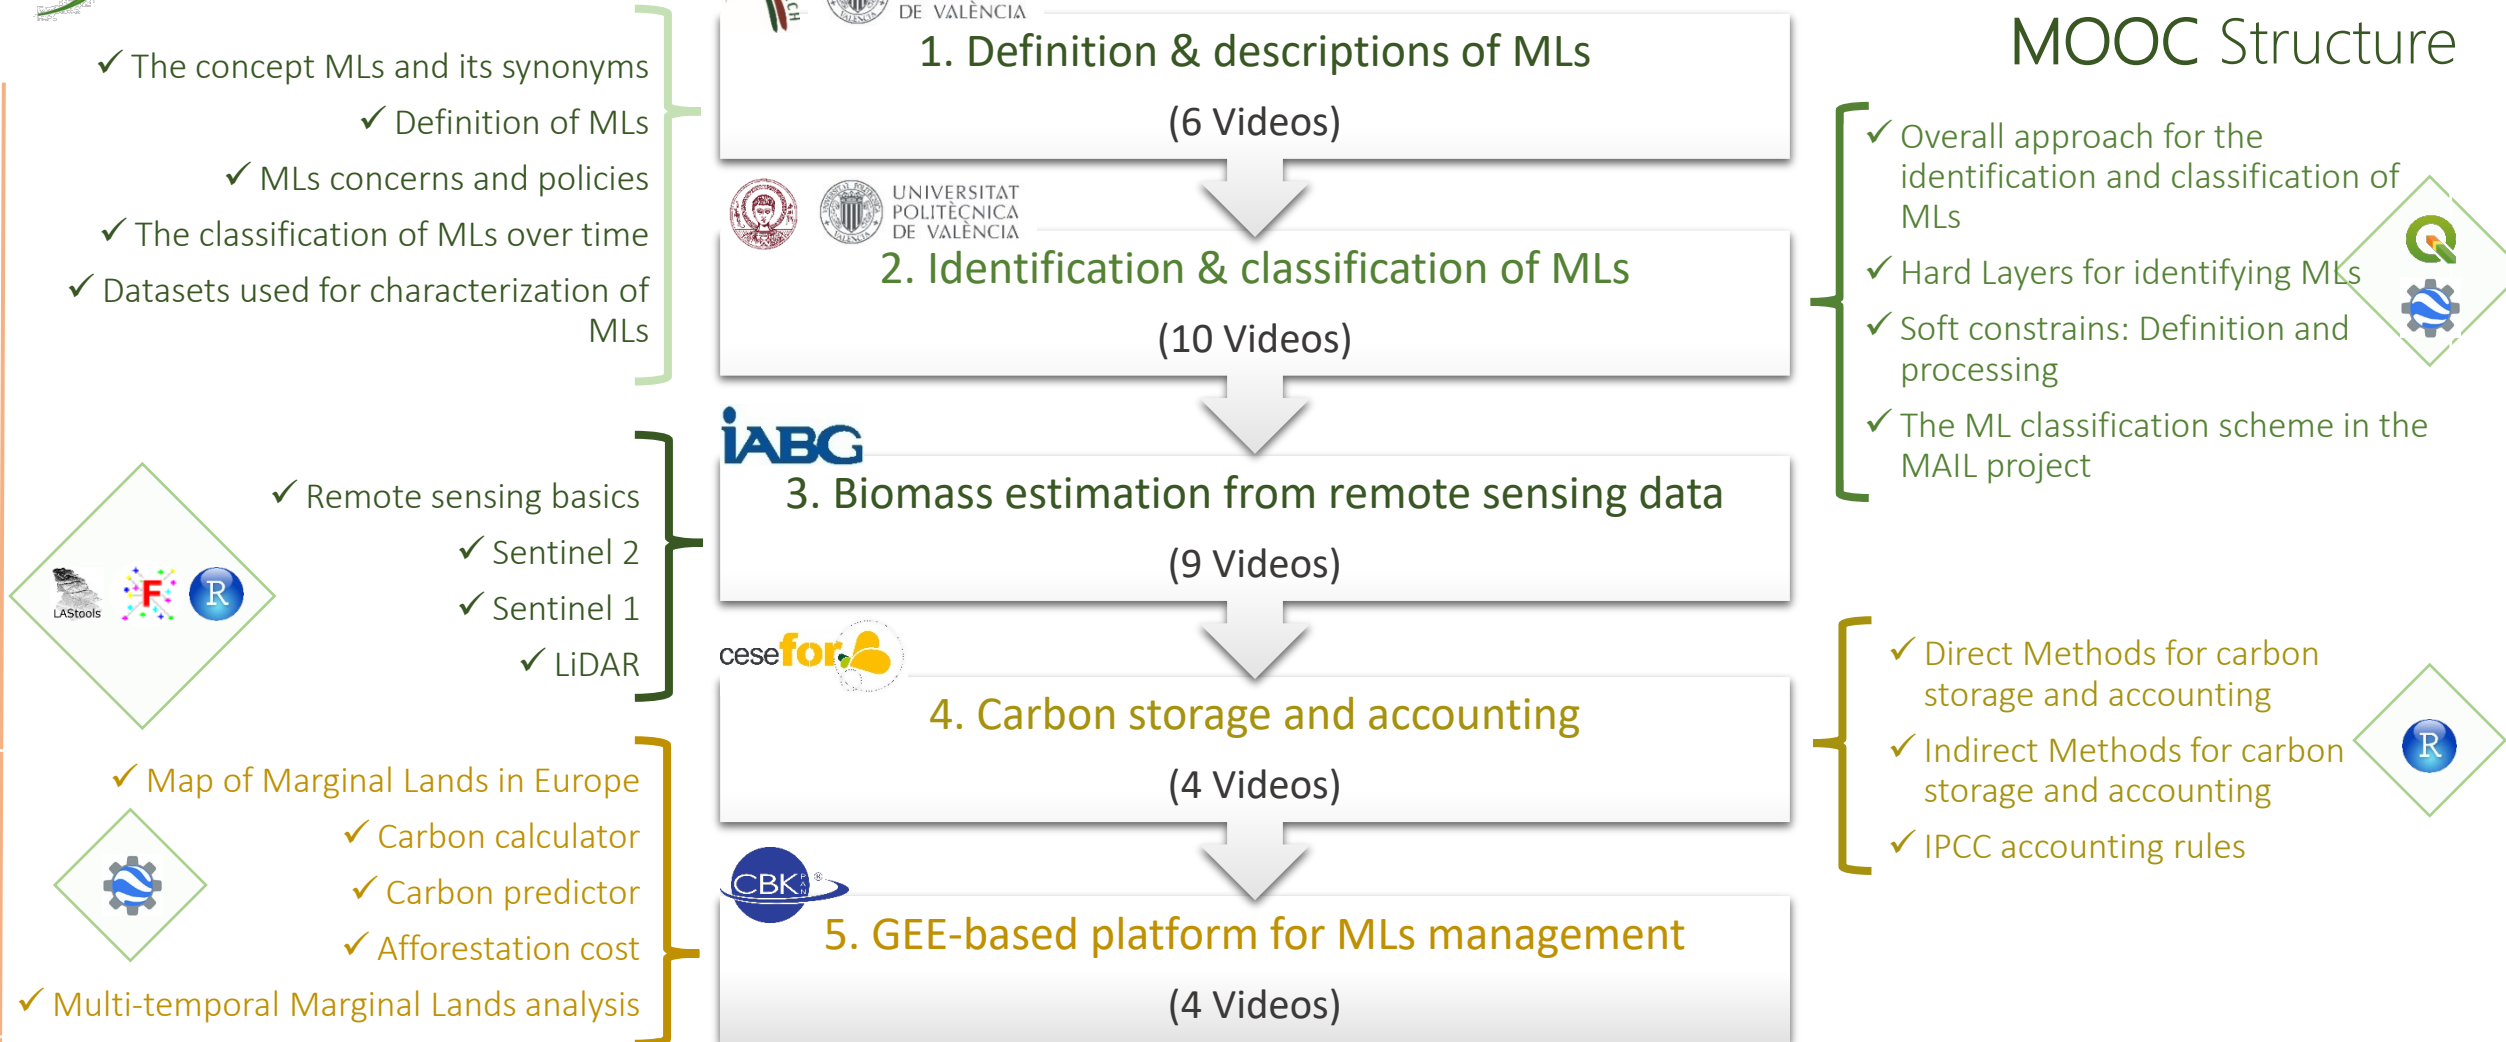 MOOC Structure
DE VALÈNCIA
1. Definition & descriptions of MLs
(6 Videos)
✓ The concept MLs and its synonyms
✓ Definition of MLs
✓ MLs concerns and policies
✓ The classification of MLs over time
✓ Datasets used for characterization of
MLs
UNIVERSITAT
POLITÈCNICA
DE VALÈNCIA
2. Identification & classification of MLs
(10 Videos)
✓ Overall approach for the
identification and classification of
MLs
✓ Hard Layers for identifying MLs
✓ Soft constrains: Definition and
processing
✓ The ML classification scheme in the
MAIL project
iABG
3. Biomass estimation from remote sensing data
(9 Videos)
✓ Remote sensing basics
✓ Sentinel 2
✓ Sentinel 1
✓ LiDAR
LAStools
F
R
cesefor
4. Carbon storage and accounting
(4 Videos)
✓ Direct Methods for carbon
storage and accounting
✓ Indirect Methods for carbon
storage and accounting
✓ IPCC accounting rules
R
CBK PAN ®
5. GEE-based platform for MLs management
(4 Videos)
✓ Map of Marginal Lands in Europe
✓ Carbon calculator
✓ Carbon predictor
✓ Afforestation cost
✓ Multi-temporal Marginal Lands analysis